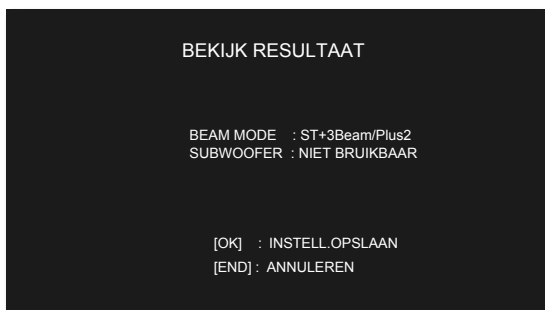 BEKIJK RESULTAAT
BEAM MODE : ST+3Beam/Plus2
SUBWOOFER : NIET BRUIKBAAR
[OK] : INSTELL.OPSLAAN
[END] : ANNULEREN